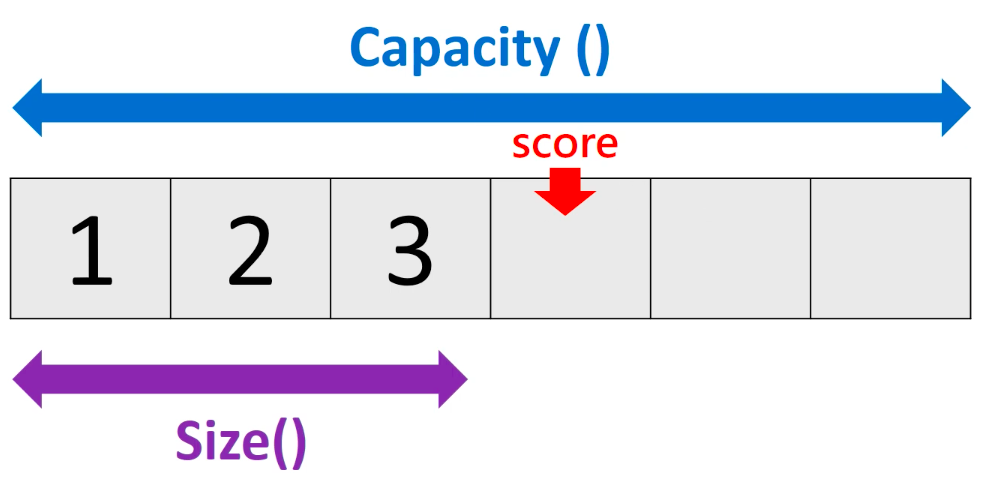 Capacity ()
score
1 2 3
Size()